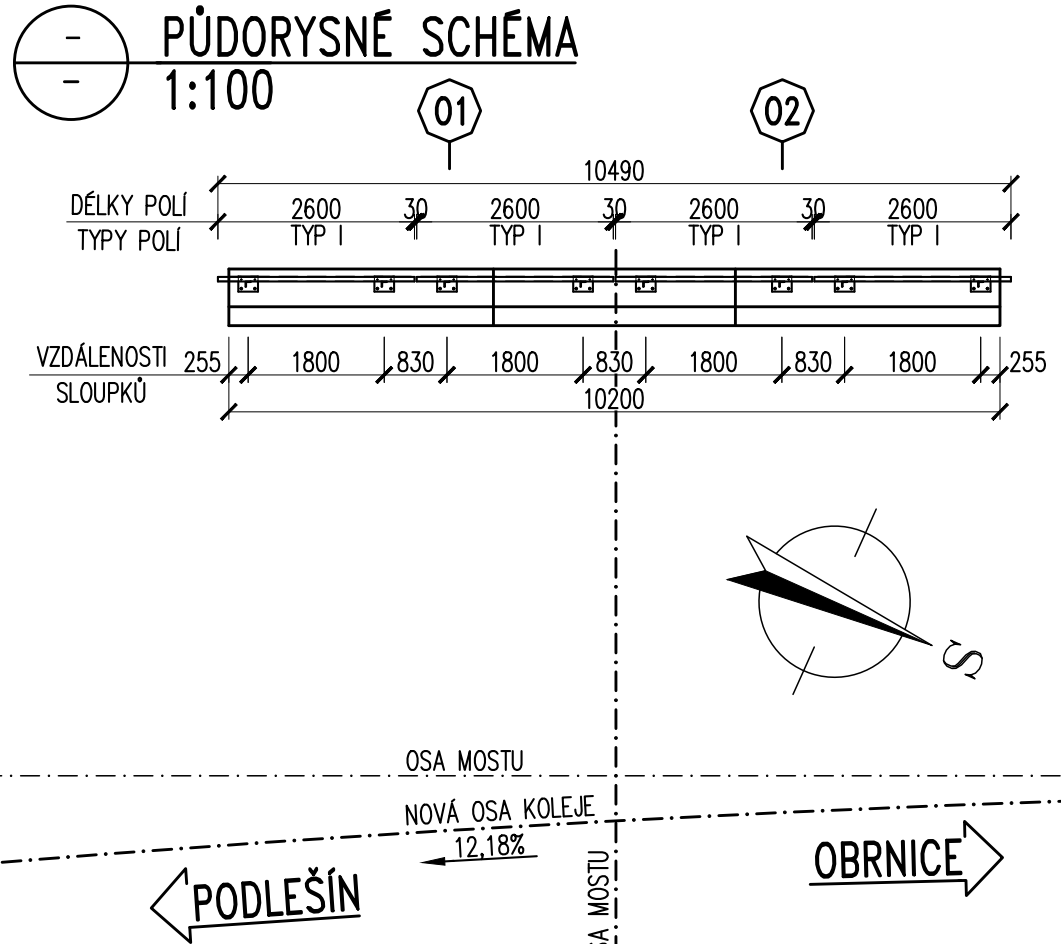 -
PŮDORYSNÉ SCHÉMA
-
1:100
01
02
10490
DÉLKY POLÍ
2600 30 2600 30 2600 30 2600
TYPY POLÍ
TYP I TYP I TYP I TYP I
VZDÁLENOSTI
SLOUPKŮ
255 1800 830 1800 830 1800 830 1800 255
10200
S
OSA MOSTU
NOVÁ OSA KOLEJE
12,18%
OBRNICE
PODLEŠÍN
MOSTU